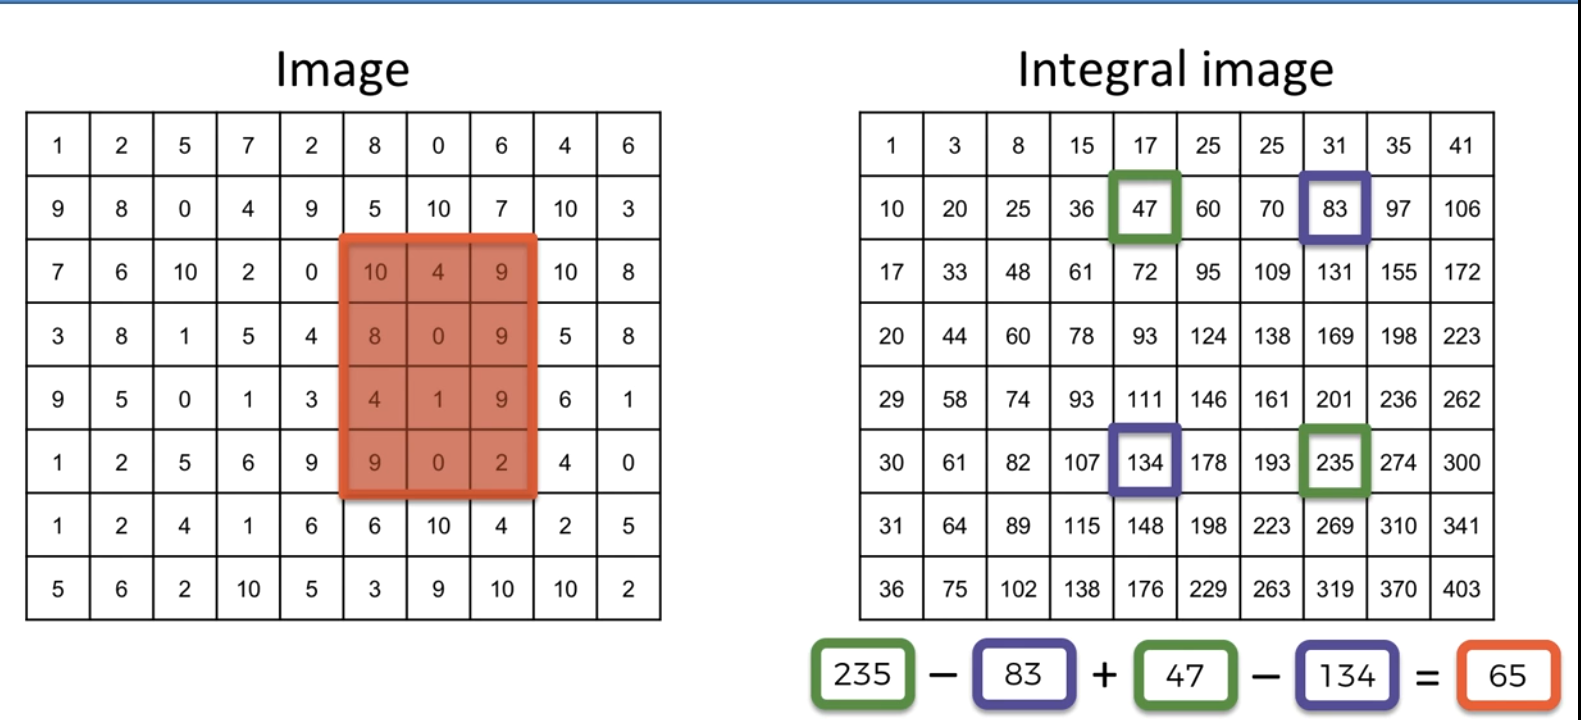 Image
Integral image
1 2 5 7 2 8 0 6 4 6
9 8 0 4 9 5 10 7 10 3
7 6 10 2 0 10 4 9 10 8
3 8 1 5 4 8 0 9 5 8
9 5 0 1 3 4 1 9 6 1
1 2 5 6 9 9 0 2 4 0
1 2 4 1 6 6 10 4 2 5
5 6 2 10 5 3 9 10 10 2
1 3 8 15 17 25 25 31 35 41
10 20 25 36 47 60 70 83 97 106
17 33 48 61 72 95 109 131 155 172
20 44 60 78 93 124 138 169 198 223
29 58 74 93 111 146 161 201 236 262
30 61 82 107 134 178 193 235 274 300
31 64 89 115 148 198 223 269 310 341
36 75 102 138 176 229 263 319 370 403
235 − 83 + 47 − 134 = 65